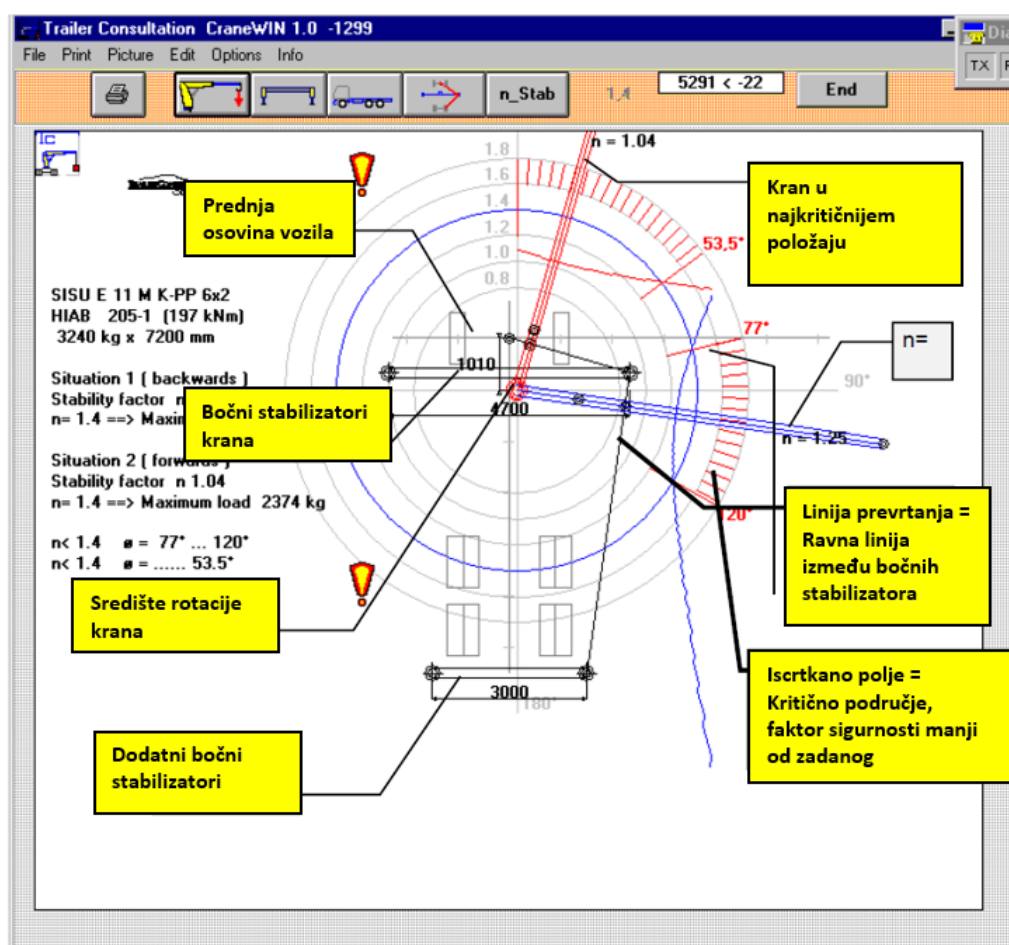 Trailer Consultation CraneWIN 1.0 -1299
Dia
File Print Picture Edit Options Info
TX
n_Stab
1,4
5291 < -22
End
Ic
n = 1.04
1.8
1.6
1.4
1.2
1.0
0.8
Prednja
osovina vozila
Kran u
najkritičnijem
položaju
53,5°
77°
90°
120°
180°
n=
n = 1.25
1010
4700
3000
SISU E 11 M K-PP 6x2
HIAB 205-1 (197 kNm)
3240 kg x 7200 mm
Situation 1 ( backwards )
Stability factor n
n= 1.4 ==> Maxi
Bočni stabilizatori
krana
Situation 2 ( forwards )
Stability factor n 1.04
n= 1.4 ==> Maximum load 2374 kg
n< 1.4 ø = 77° ... 120°
n< 1.4 ø = ...... 53.5°
Linija prevrtanja =
Ravna linija
između bočnih
stabilizatora
Središte rotacije
krana
Iscrtkano polje =
Kritično područje,
faktor sigurnosti manji
od zadanog
Dodatni bočni
stabilizatori